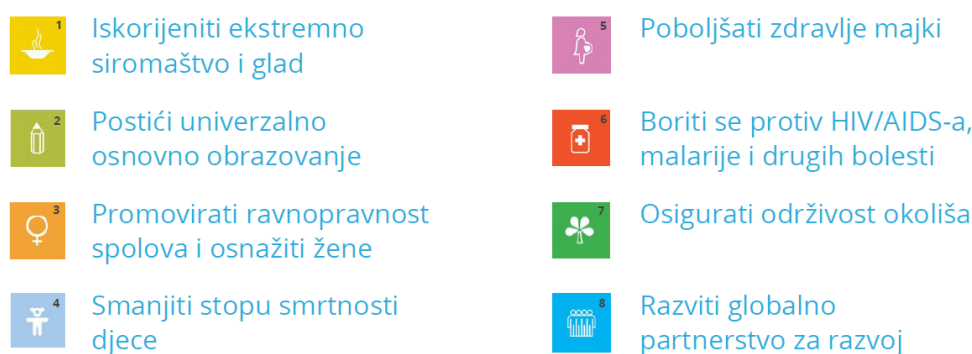 1
Iskorijeniti ekstremno
siromaštvo i glad
2
Postići univerzalno
osnovno obrazovanje
3
Promovirati ravnopravnost
spolova i osnažiti žene
4
Smanjiti stopu smrtnosti
djece
5
Poboljšati zdravlje majki
6
Boriti se protiv HIV/AIDS-a,
malarije i drugih bolesti
7
Osigurati održivost okoliša
8
Razviti globalno
partnerstvo za razvoj